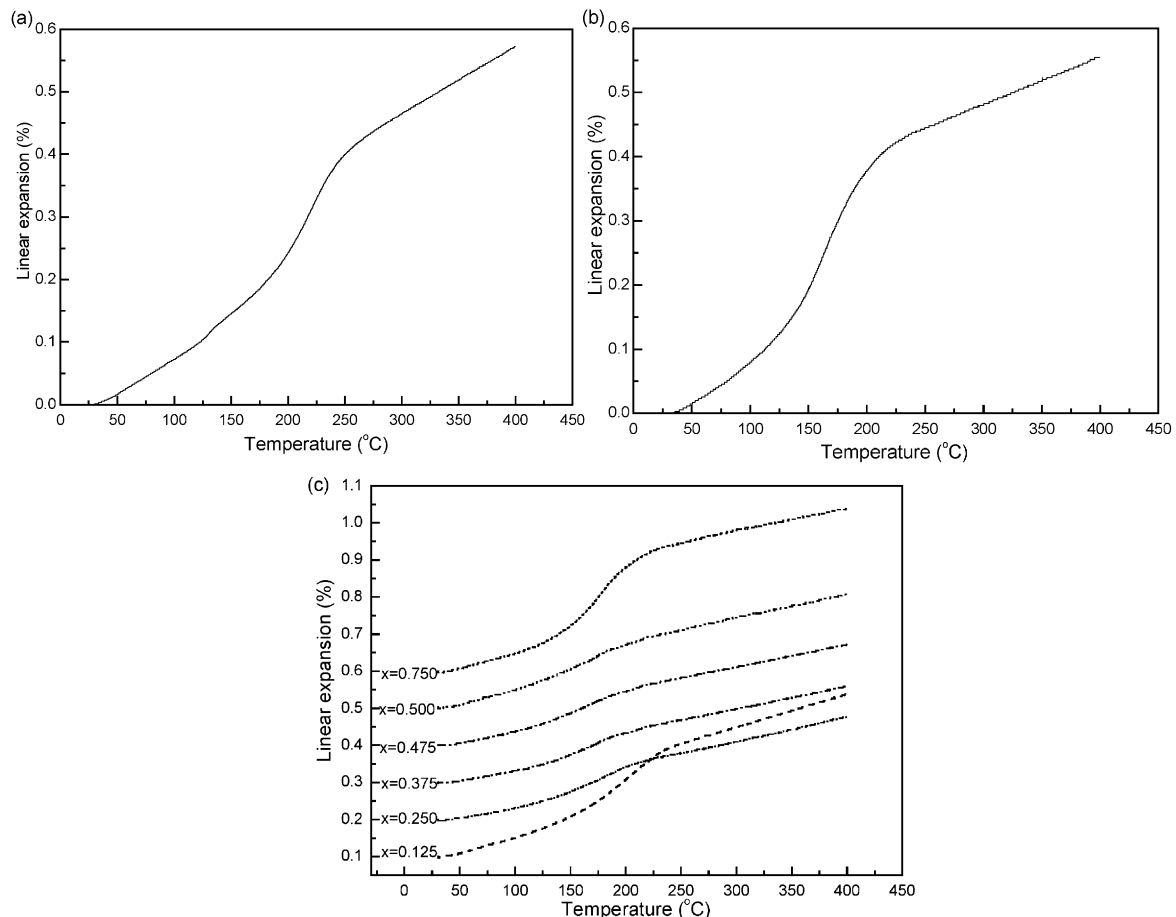 (a)
0.6
0.5
0.4
0.3
0.2
0.1
0.0
Linear expansion (%)
0 50 100 150 200 250 300 350 400 450
Temperature (°C)
(b)
0.6
0.5
0.4
0.3
0.2
0.1
0.0
Linear expansion (%)
0 50 100 150 200 250 300 350 400 450
Temperature (°C)
(c)
1.1
1.0
0.9
0.8
0.7
0.6
0.5
0.4
0.3
0.2
0.1
Linear expansion (%)
x=0.750
x=0.500
x=0.475
x=0.375
x=0.250
x=0.125
0 50 100 150 200 250 300 350 400 450
Temperature (°C)